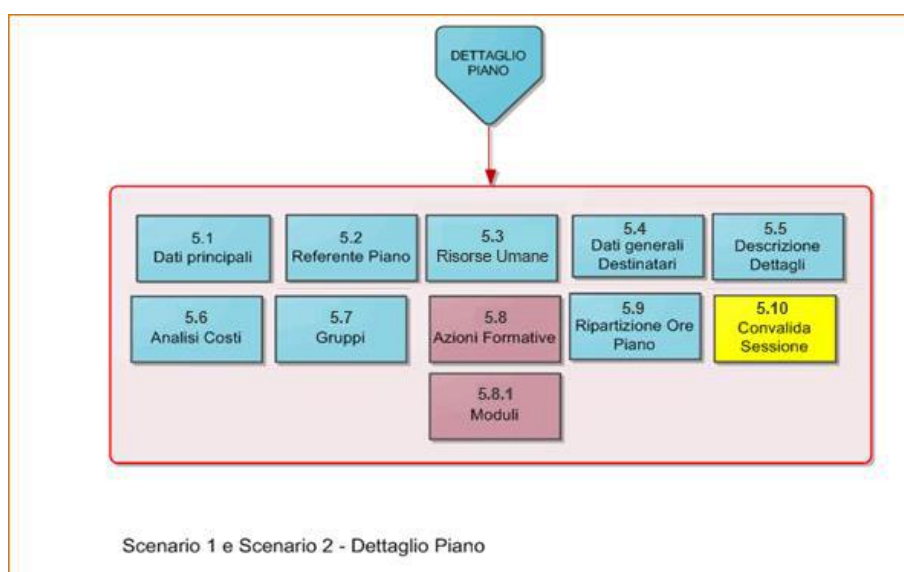 DETTAGLIO
PIANO
5.1
Dati principali
5.2
Referente Piano
5.3
Risorse Umane
5.4
Dati generali
Destinatari
5.5
Descrizione
Dettagli
5.6
Analisi Costi
5.7
Gruppi
5.8
Azioni Formative
5.9
Ripartizione Ore
Piano
5.10
Convalida
Sessione
5.8.1
Moduli
Scenario 1 e Scenario 2 - Dettaglio Piano